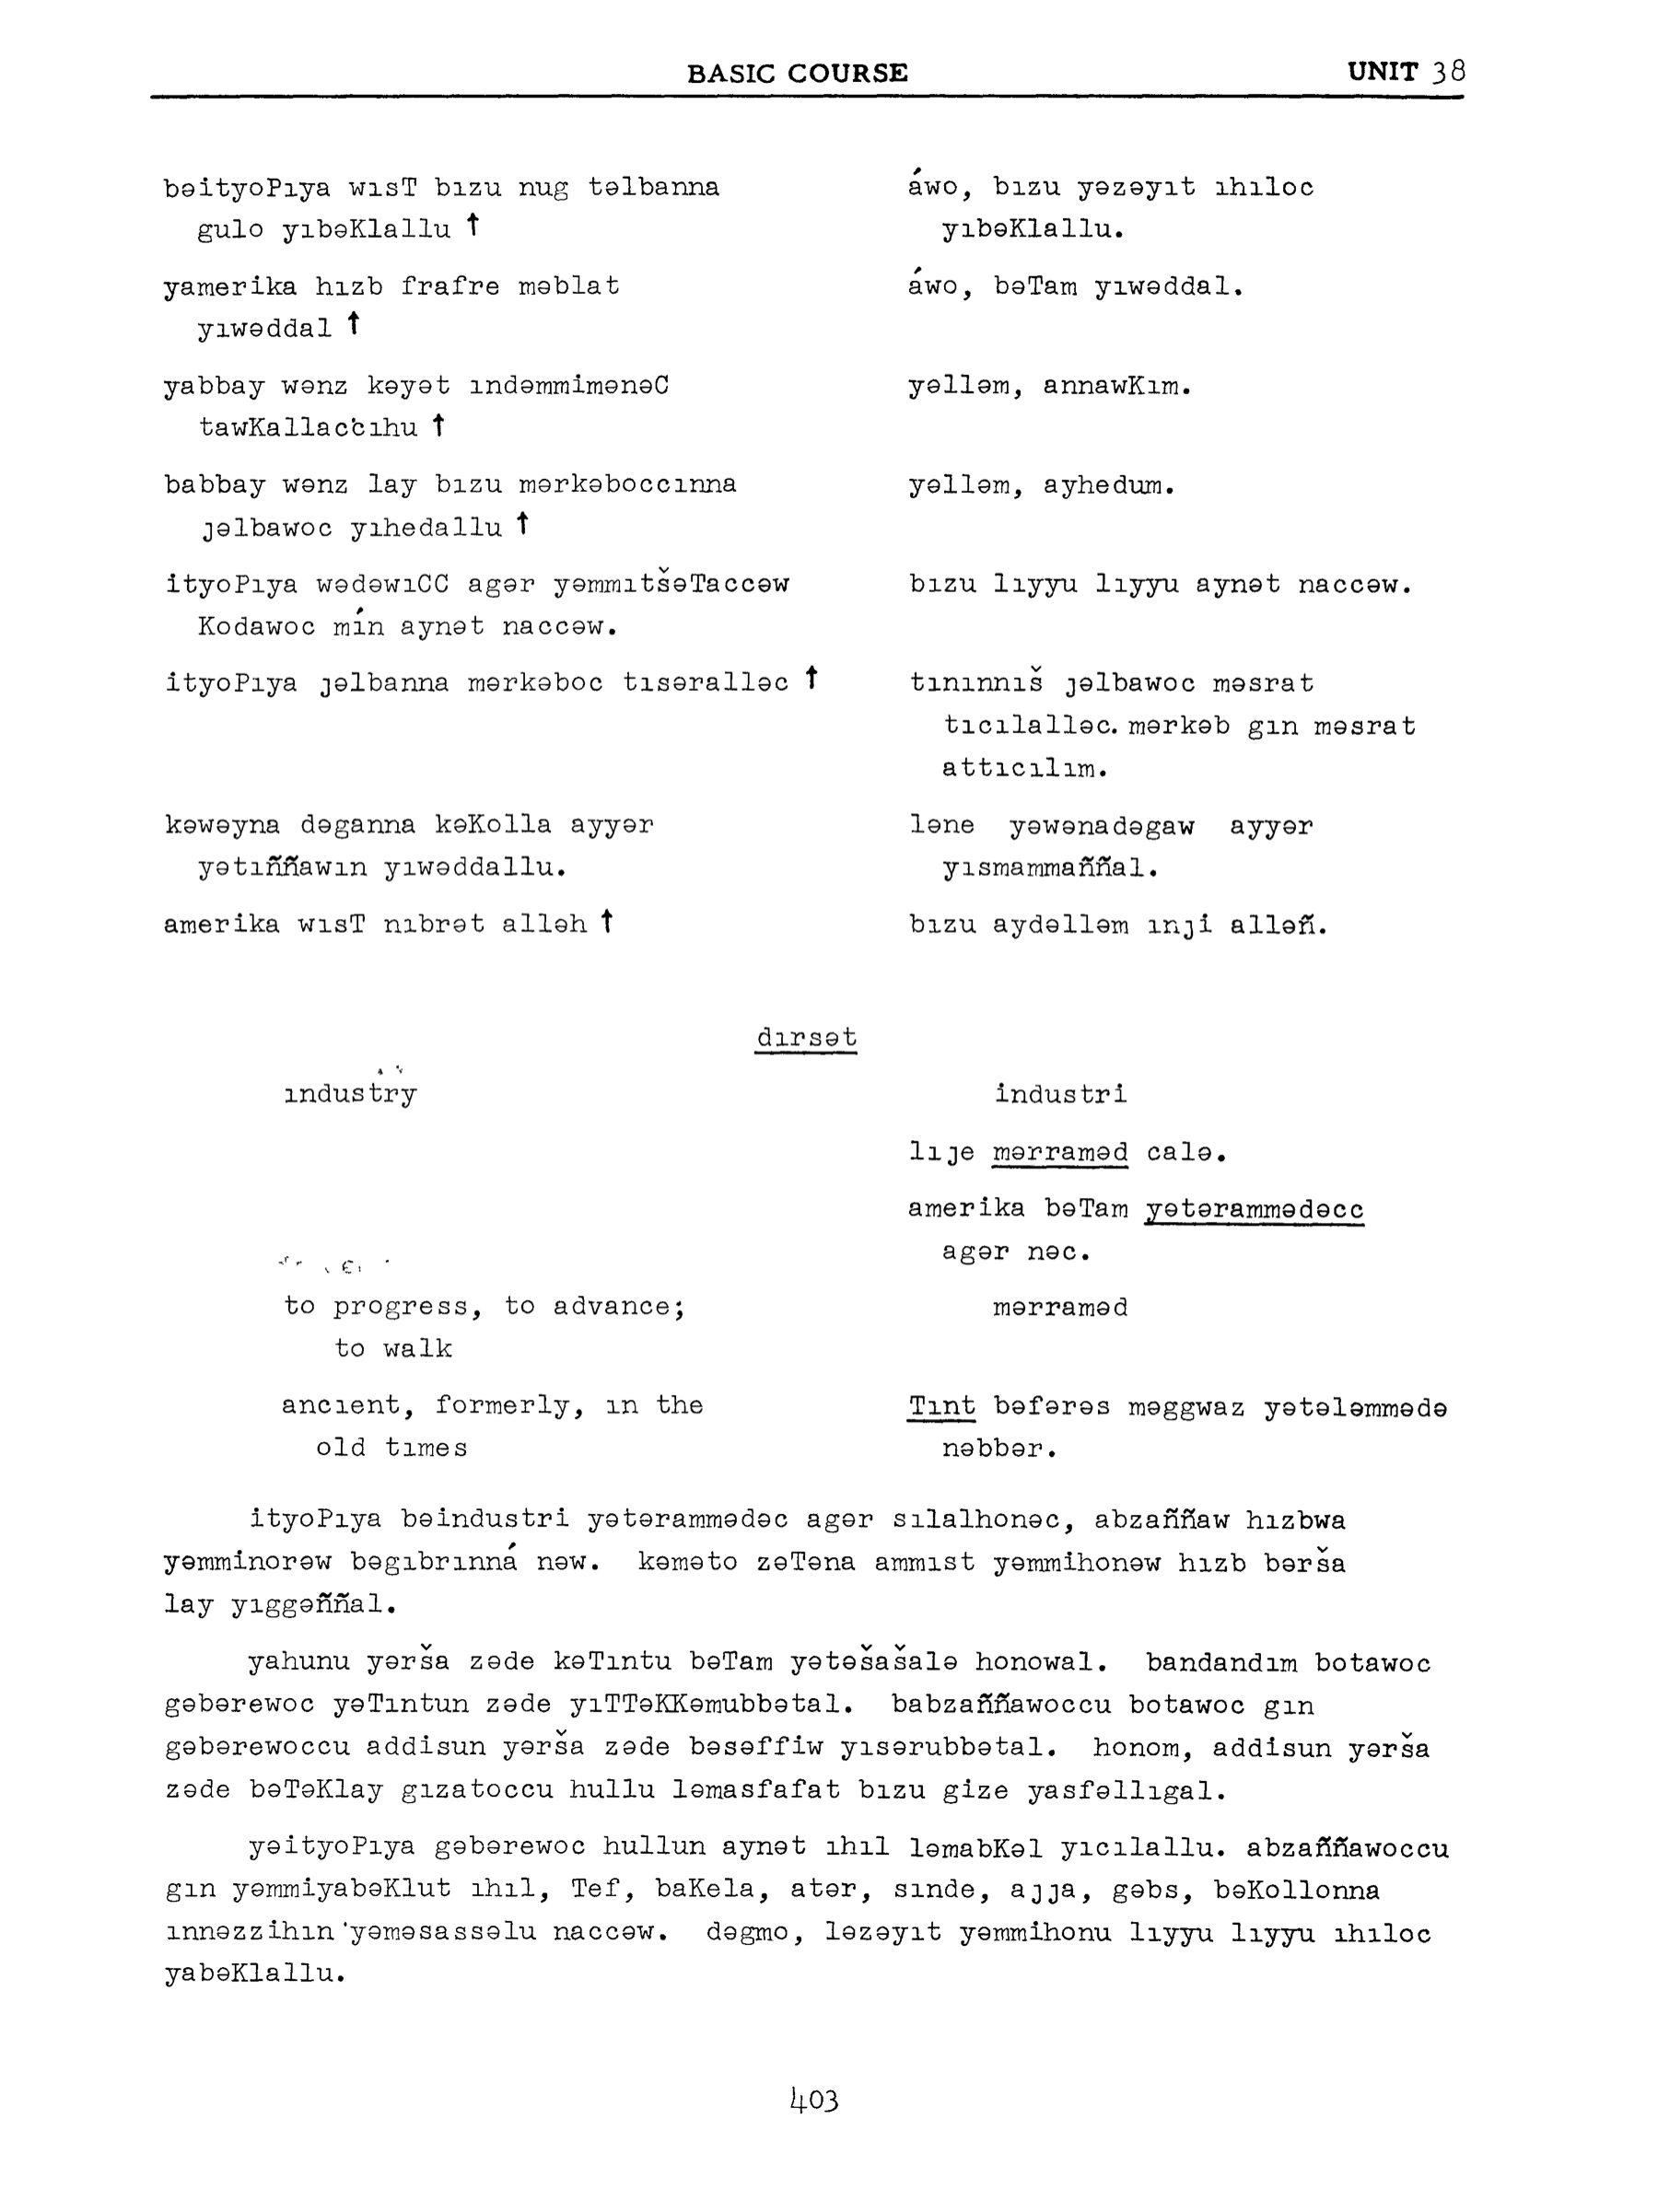 BASIC COURSE UNIT 38
bəityoPıya wısT bızu nug təlbanna
gulo yıbəKlallu ↑
áwo, bızu yəzəyıt ıhıloc
yıbəKlallu.
yamerika hızb frafre məblat
yıwəddal ↑
áwo, bəTam yıwəddal.
yabbay wənz kəyət ındəmmimənəC
tawKallaccıhu ↑
yəlləm, annawKım.
babbay wənz lay bızu mərkəboccınna
ȷəlbawoc yıhedallu ↑
yəlləm, ayhedum.
ityoPıya wədəwıCC agər yəmmıtšəTaccəw
Kodawoc mín aynət naccəw.
bızu lıyyu lıyyu aynət naccəw.
ityoPıya ȷəlbanna mərkəboc tısəralləc ↑
tınınnıš ȷəlbawoc məsrat
tıcılalləc. mərkəb gın məsrat
attıcılım.
kəwəyna dəganna kəKolla ayyər
yətıññawın yıwəddallu.
ləne yəwənadəgaw ayyər
yısmammaññal.
amerika wısT nıbrət alləh ↑
bızu aydəlləm ınȷi alləñ.
dırsət
ındustry
industri
lıȷe mərraməd calə.
amerika bəTam yətərammədəcc
agər nəc.
to progress, to advance;
to walk
mərraməd
ancıent, formerly, ın the
old tımes
Tınt bəfərəs məggwaz yətələmmədə
nəbbər.
ityoPıya bəindustri yətərammədəc agər sılalhonəc, abzaññaw hızbwa
yəmminorəw bəgıbrınná nəw. kəməto zəTəna ammıst yəmmihonəw hızb bərša
lay yıggəññal.
yahunu yərša zəde kəTıntu bəTam yətəšašalə honowal. bandandım botawoc
gəbərewoc yəTıntun zəde yıTTəKKəmubbətal. babzaññawoccu botawoc gın
gəbərewoccu addisun yərša zəde bəsəffiw yısərubbətal. honom, addisun yərša
zəde bəTəKlay gızatoccu hullu ləmasfafat bızu gize yasfəllıgal.
yəityoPıya gəbərewoc hullun aynət ıhıl ləmabKəl yıcılallu. abzaññawoccu
gın yəmmiyabəKlut ıhıl, Tef, baKela, atər, sınde, aȷȷa, gəbs, bəKollonna
ınnəzzihın yəməsassəlu naccəw. dəgmo, ləzəyıt yəmmihonu lıyyu lıyyu ıhıloc
yabəKlallu.
403